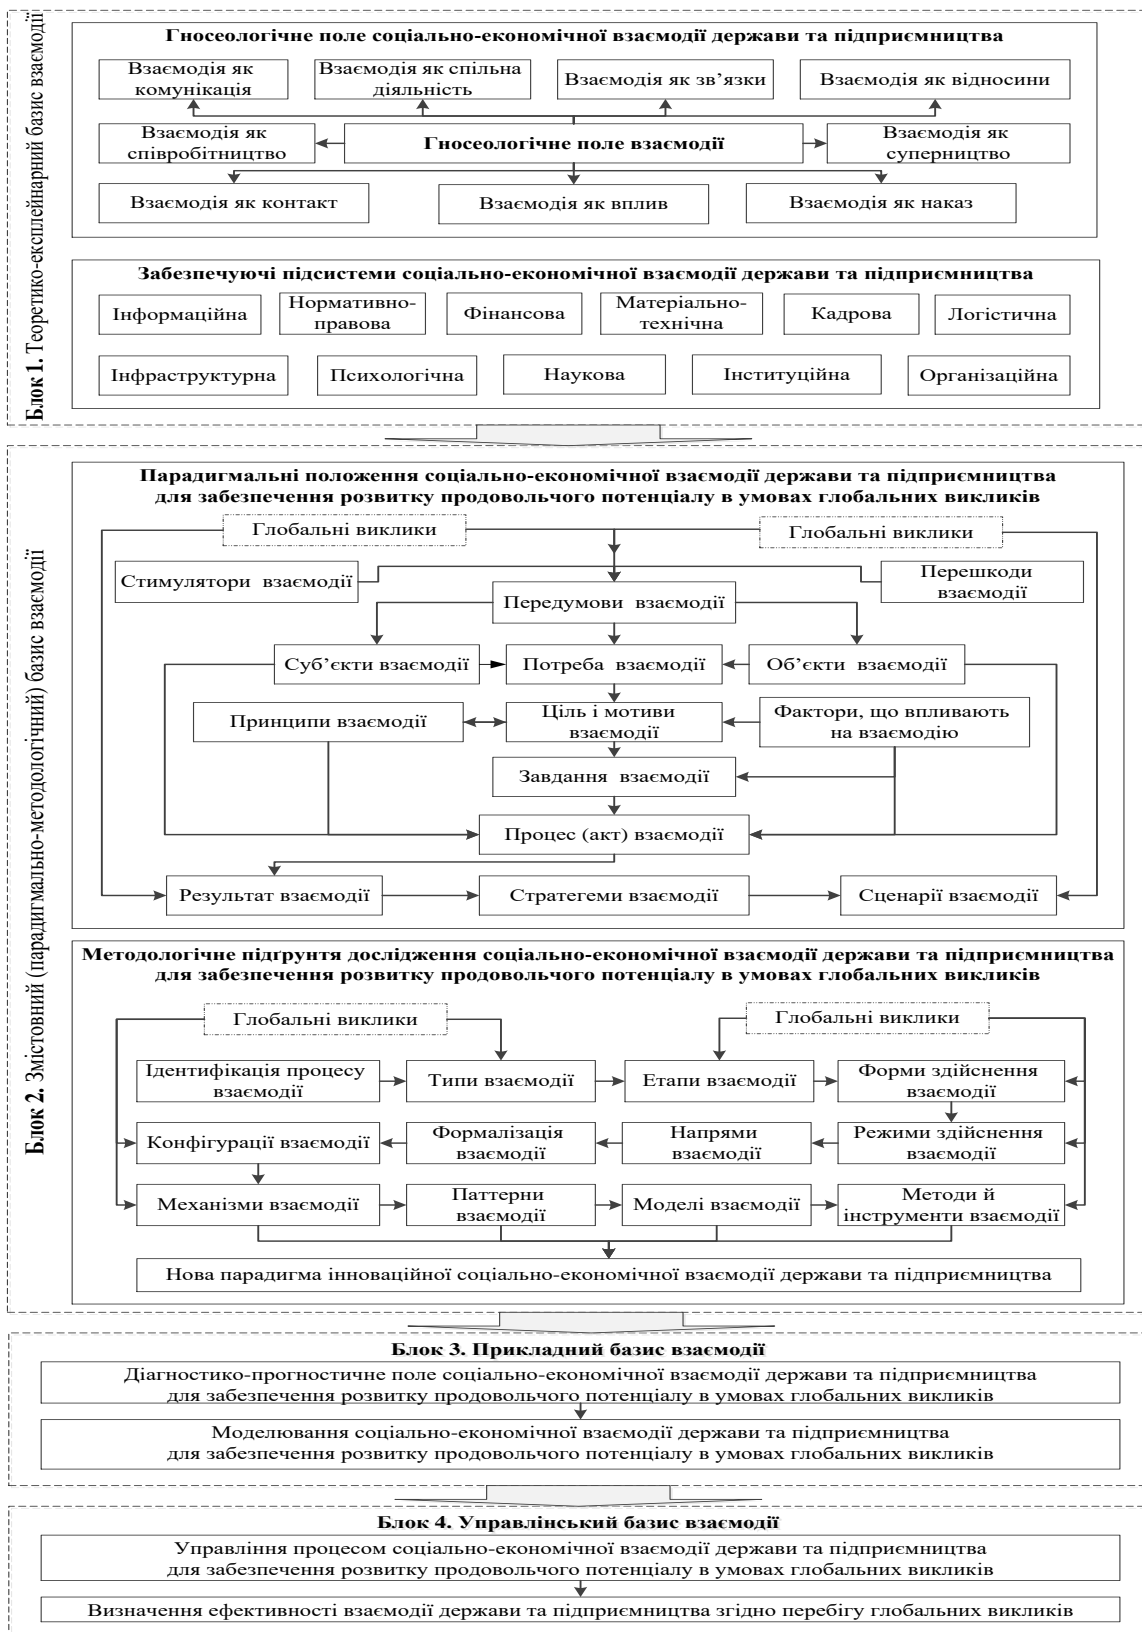 Блок 1. Теоретико-експлейнарний базис взаємодії
Гносеологічне поле соціально-економічної взаємодії держави та підприємництва
Взаємодія як
комунікація
Взаємодія як спільна
діяльність
Взаємодія як зв’язки
Взаємодія як відносини
Взаємодія як
співробітництво
Гносеологічне поле взаємодії
Взаємодія як
суперництво
Взаємодія як контакт
Взаємодія як вплив
Взаємодія як наказ
Забезпечуючі підсистеми соціально-економічної взаємодії держави та підприємництва
Інформаційна
Нормативно-
правова
Фінансова
Матеріально-
технічна
Кадрова
Логістична
Інфраструктурна
Психологічна
Наукова
Інституційна
Організаційна
Блок 2. Змістовний (парадигмально-методологічний) базис взаємодії
Парадигмальні положення соціально-економічної взаємодії держави та підприємництва
для забезпечення розвитку продовольчого потенціалу в умовах глобальних викликів
Глобальні виклики
Глобальні виклики
Стимулятори взаємодії
Перешкоди
взаємодії
Передумови взаємодії
Суб’єкти взаємодії
Потреба взаємодії
Об’єкти взаємодії
Принципи взаємодії
Ціль і мотиви
взаємодії
Фактори, що впливають
на взаємодію
Завдання взаємодії
Процес (акт) взаємодії
Результат взаємодії
Стратегеми взаємодії
Сценарії взаємодії
Методологічне підґрунтя дослідження соціально-економічної взаємодії держави та підприємництва
для забезпечення розвитку продовольчого потенціалу в умовах глобальних викликів
Глобальні виклики
Глобальні виклики
Ідентифікація процесу
взаємодії
Типи взаємодії
Етапи взаємодії
Форми здійснення
взаємодії
Конфігурації взаємодії
Формалізація
взаємодії
Напрями
взаємодії
Режими здійснення
взаємодії
Механізми взаємодії
Паттерни
взаємодії
Моделі взаємодії
Методи й
інструменти взаємодії
Нова парадигма інноваційної соціально-економічної взаємодії держави та підприємництва
Блок 3. Прикладний базис взаємодії
Діагностико-прогностичне поле соціально-економічної взаємодії держави та підприємництва
для забезпечення розвитку продовольчого потенціалу в умовах глобальних викликів
Моделювання соціально-економічної взаємодії держави та підприємництва
для забезпечення розвитку продовольчого потенціалу в умовах глобальних викликів
Блок 4. Управлінський базис взаємодії
Управління процесом соціально-економічної взаємодії держави та підприємництва
для забезпечення розвитку продовольчого потенціалу в умовах глобальних викликів
Визначення ефективності взаємодії держави та підприємництва згідно перебігу глобальних викликів